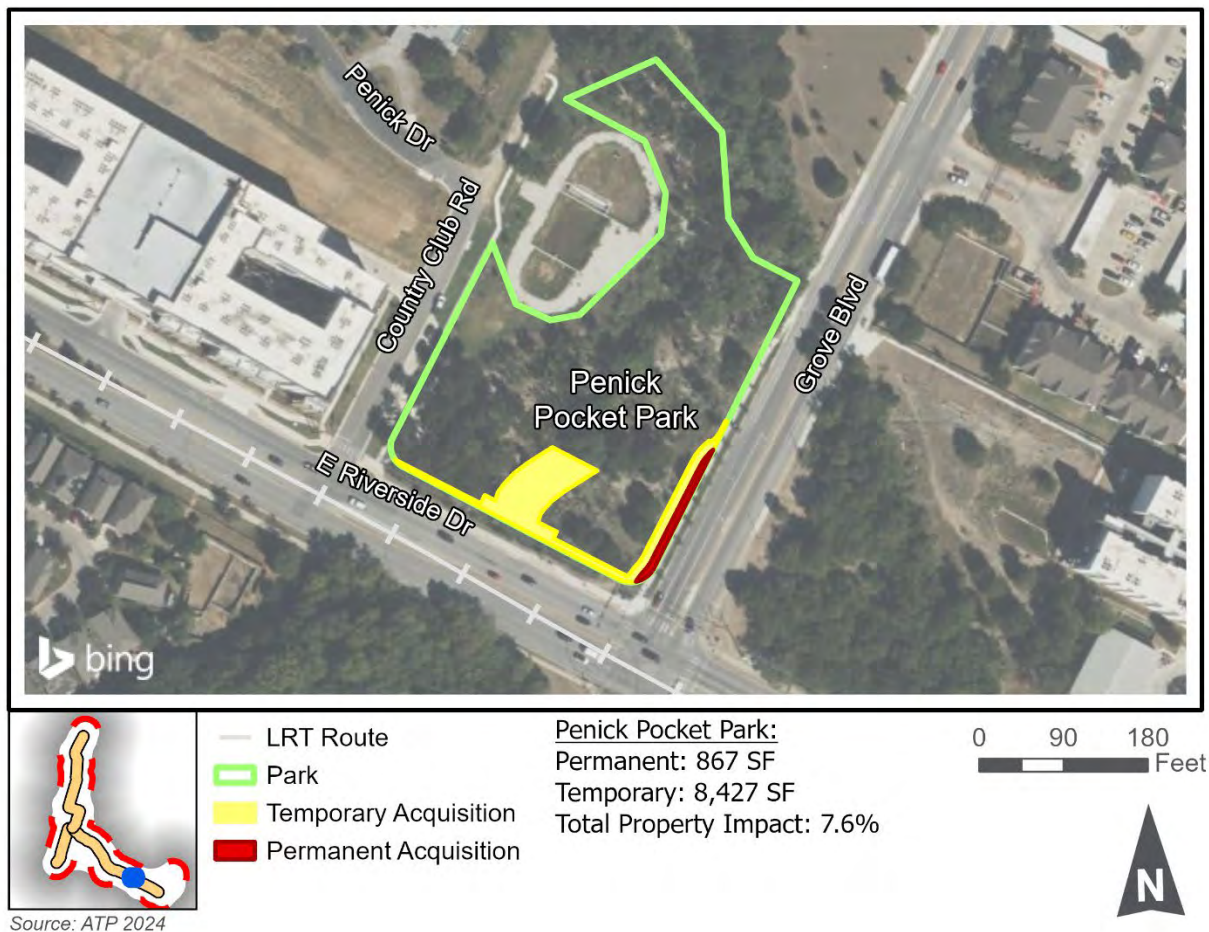 Penick Dr
Country Club Rd
Grove Blvd
Penick
Pocket Park
E Riverside Dr
bing
LRT Route
Park
Temporary Acquisition
Permanent Acquisition
Penick Pocket Park:
Permanent: 867 SF
Temporary: 8,427 SF
Total Property Impact: 7.6%
0 90 180
Feet
N
Source: ATP 2024